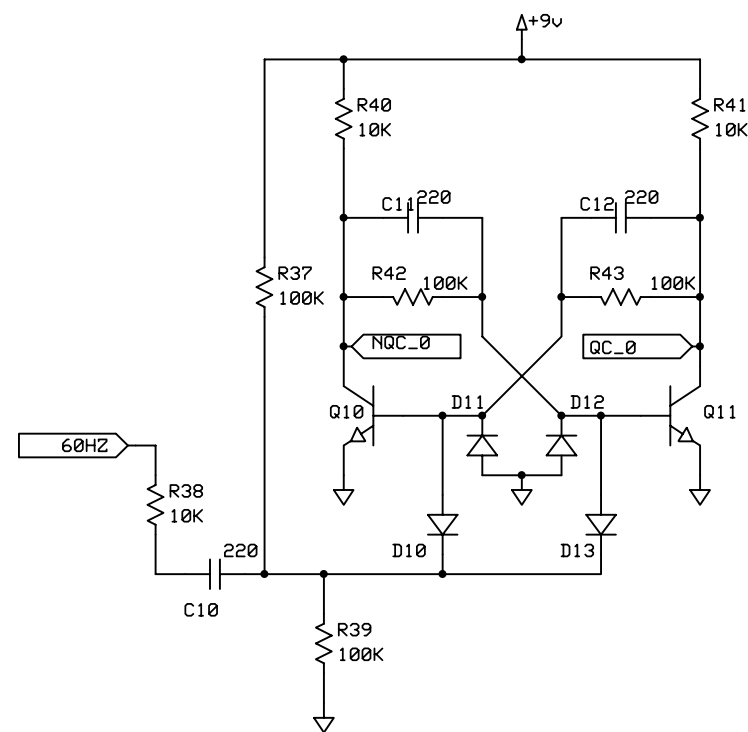 +9v
R40
10K
R41
10K
C11
220
C12
220
R37
100K
R42
100K
R43
100K
NQC_0
QC_0
Q10
D11
D12
Q11
60HZ
R38
10K
220
C10
D10
D13
R39
100K